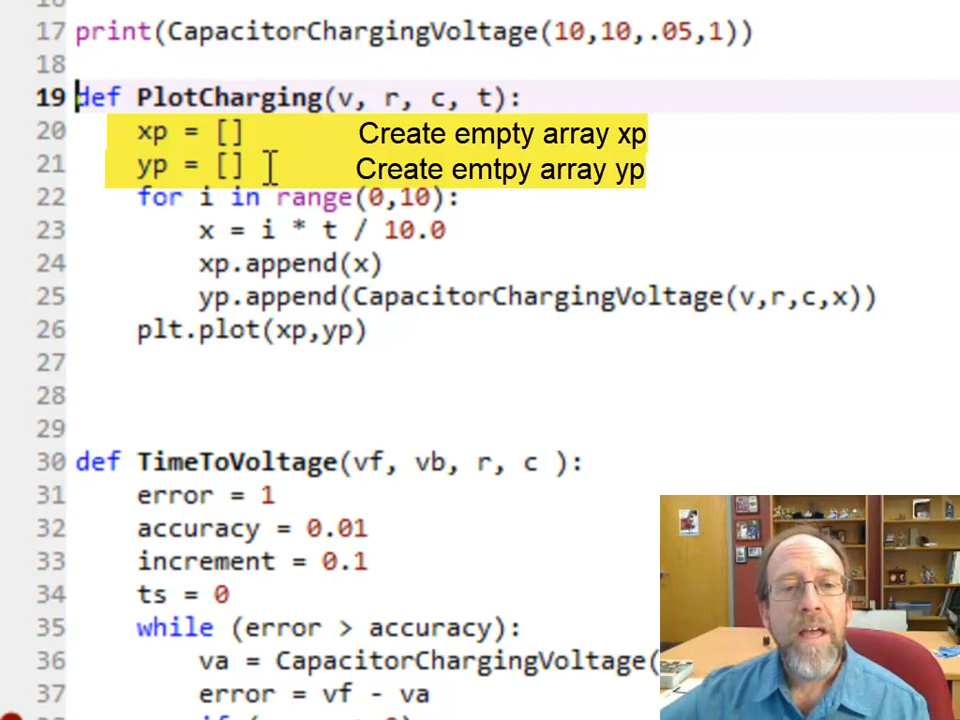 17 print(CapacitorChargingVoltage(10,10,.05,1))
18
19 def PlotCharging(v, r, c, t):
20 xp = [] Create empty array xp
21 yp = [] Create emtpy array yp
22 for i in range(0,10):
23 x = i * t / 10.0
24 xp.append(x)
25 yp.append(CapacitorChargingVoltage(v,r,c,x))
26 plt.plot(xp,yp)
27
28
29
30 def TimeToVoltage(vf, vb, r, c ):
31 error = 1
32 accuracy = 0.01
33 increment = 0.1
34 ts = 0
35 while (error > accuracy):
36 va = CapacitorChargingVoltage(
37 error = vf - va